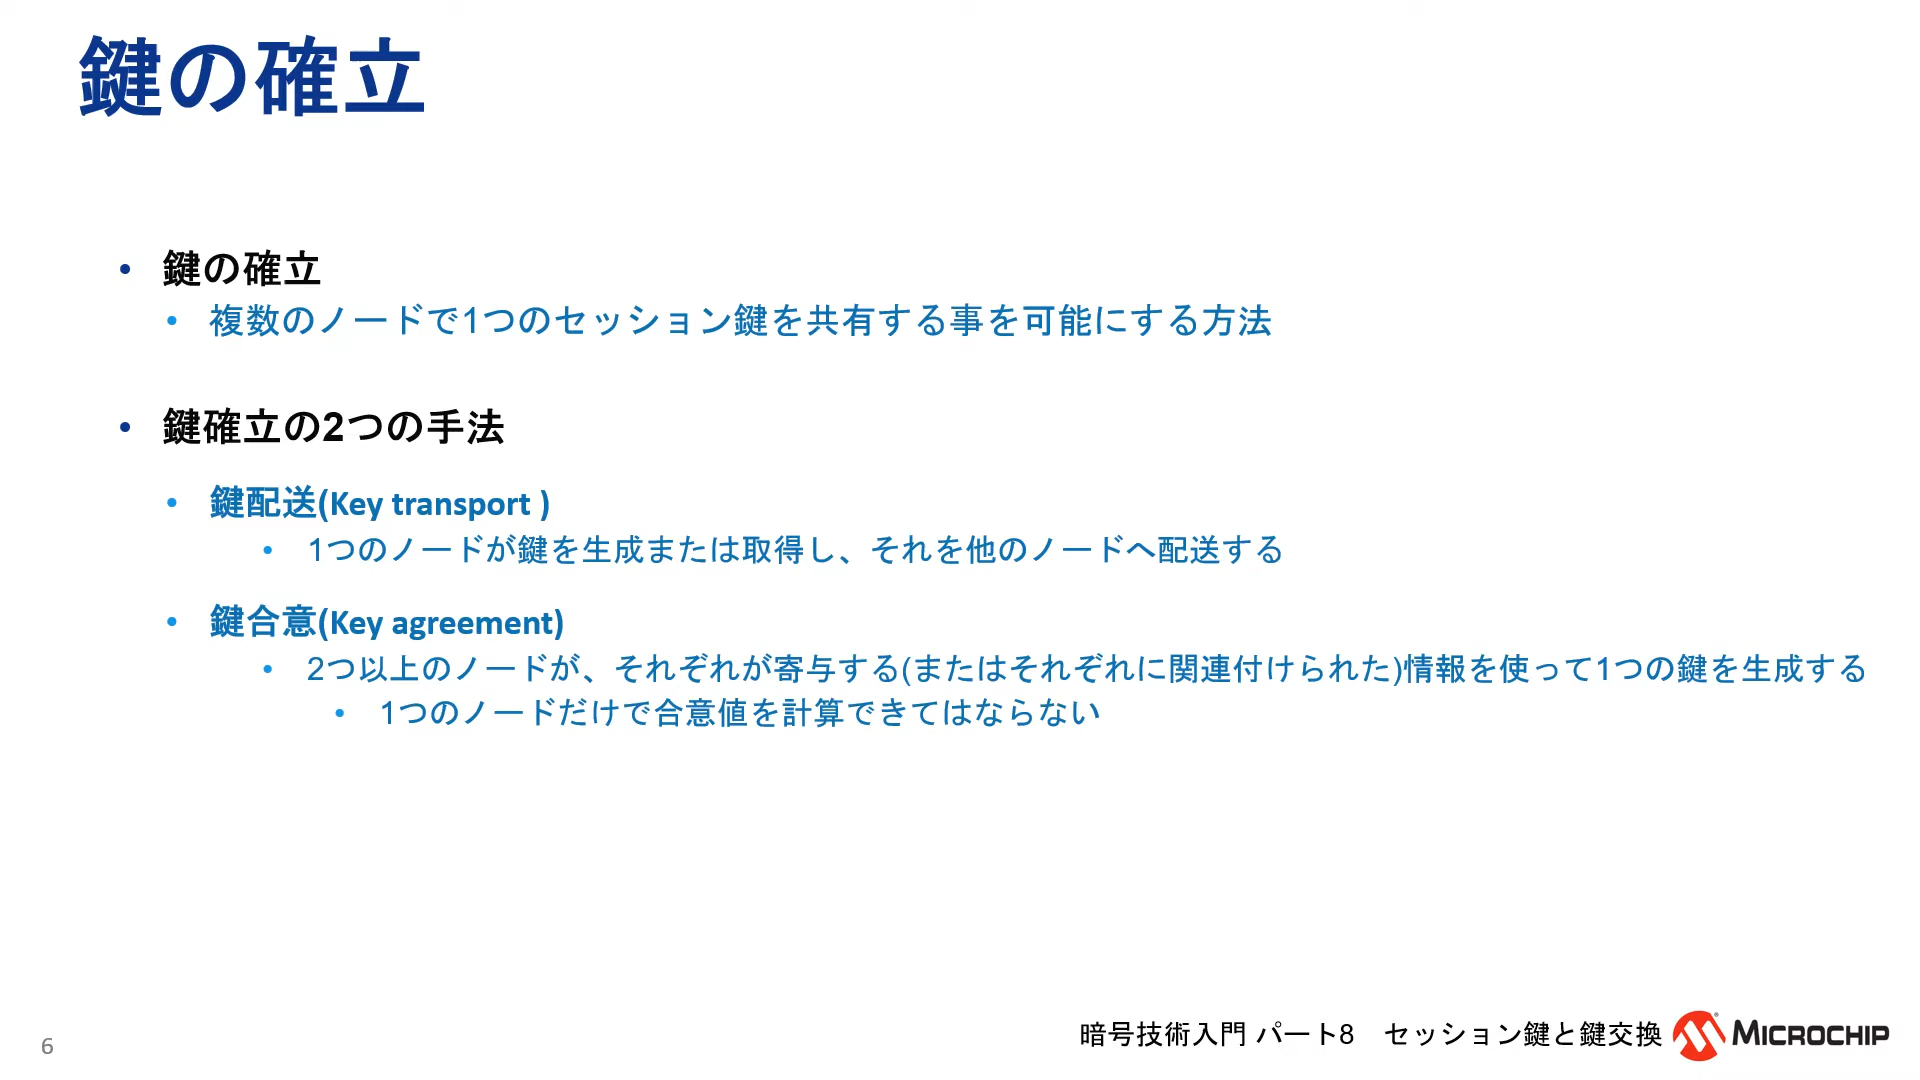 鍵の確立
• 鍵の確立
• 複数のノードで1つのセッション鍵を共有する事を可能にする方法
• 鍵確立の2つの手法
• 鍵配送(Key transport )
• 1つのノードが鍵を生成または取得し、それを他のノードへ配送する
• 鍵合意(Key agreement)
• 2つ以上のノードが、それぞれが寄与する(またはそれぞれに関連付けられた)情報を使って1つの鍵を生成する
• 1つのノードだけで合意値を計算できてはならない
6
暗号技術入門 パート8　セッション鍵と鍵交換
MICROCHIP